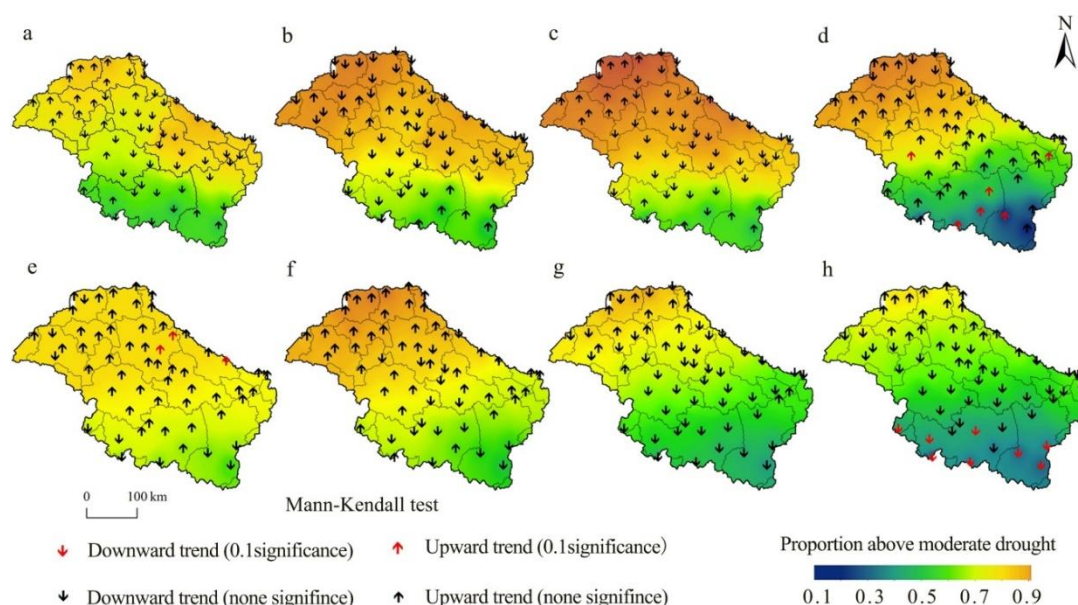 N
a b c d
e f g h
0 100 km
Mann-Kendall test
Downward trend (0.1significance) Upward trend (0.1significance)
Downward trend (none signifince) Upward trend (none signifince)
Proportion above moderate drought
0.1 0.3 0.5 0.7 0.9